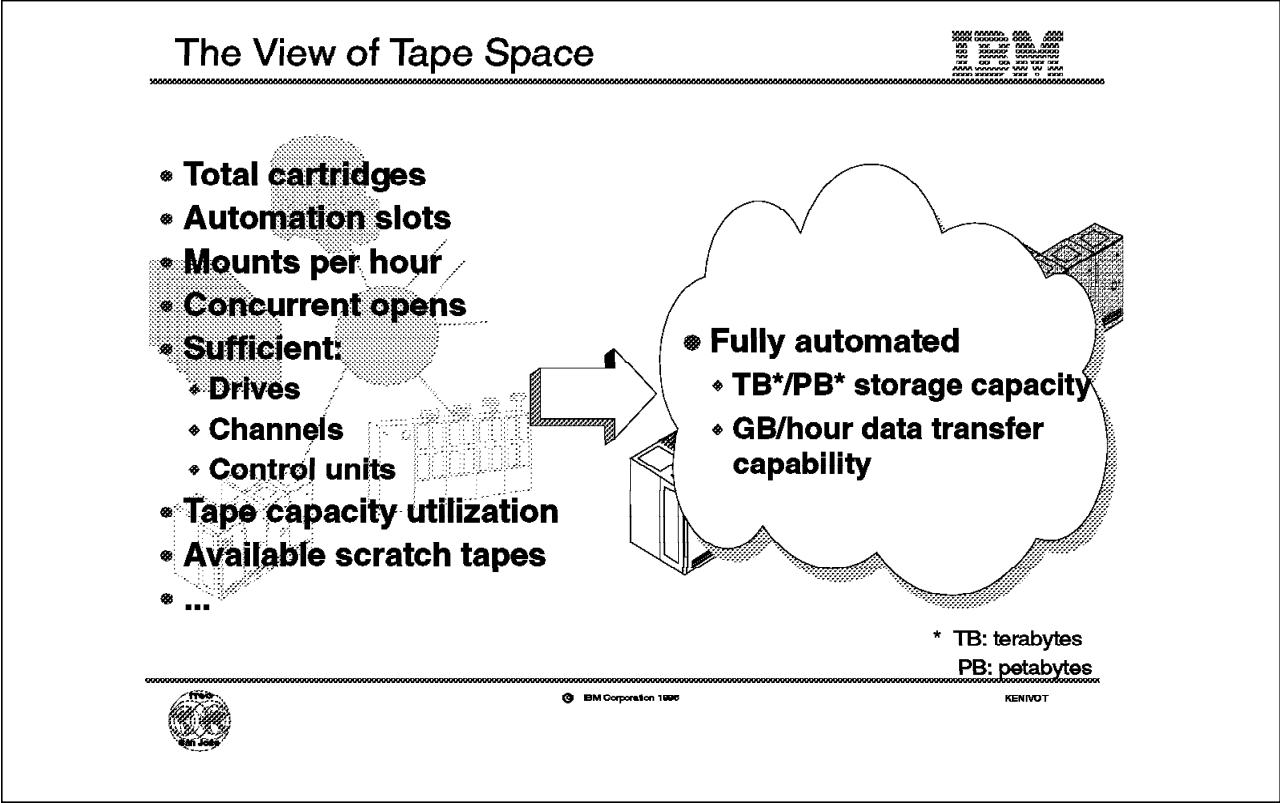 The View of Tape Space
IBM
Total cartridges
Automation slots
Mounts per hour
Concurrent opens
Sufficient:
Drives
Channels
Control units
Tape capacity utilization
Available scratch tapes
...
Fully automated
TB*/PB* storage capacity
GB/hour data transfer
capability
* TB: terabytes
PB: petabytes
© IBM Corporation
KENIVOT
San Jose